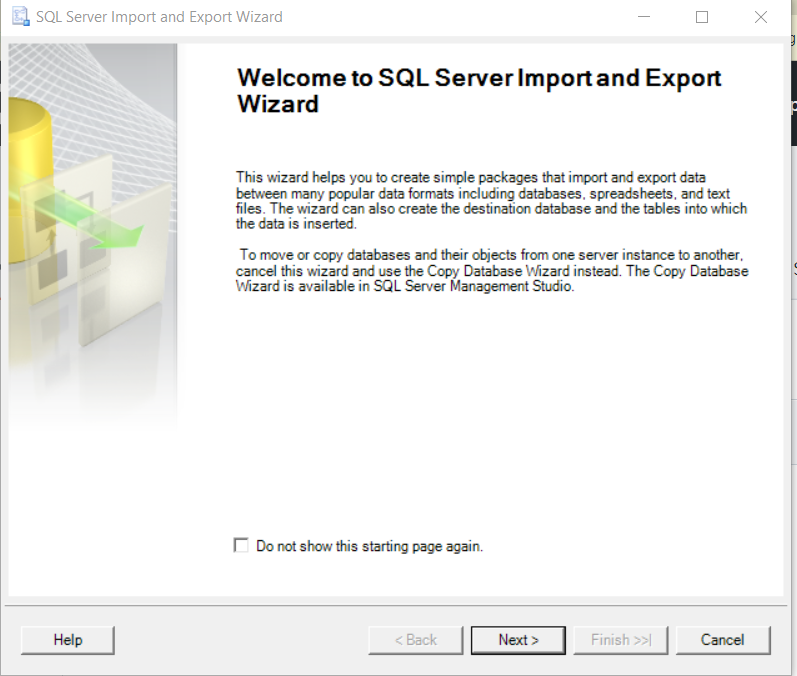 SQL Server Import and Export Wizard
Welcome to SQL Server Import and Export
Wizard
This wizard helps you to create simple packages that import and export data
between many popular data formats including databases, spreadsheets, and text
files. The wizard can also create the destination database and the tables into which
the data is inserted.
To move or copy databases and their objects from one server instance to another,
cancel this wizard and use the Copy Database Wizard instead. The Copy Database
Wizard is available in SQL Server Management Studio.
Do not show this starting page again.
Help
< Back
Next >
Finish >>|
Cancel